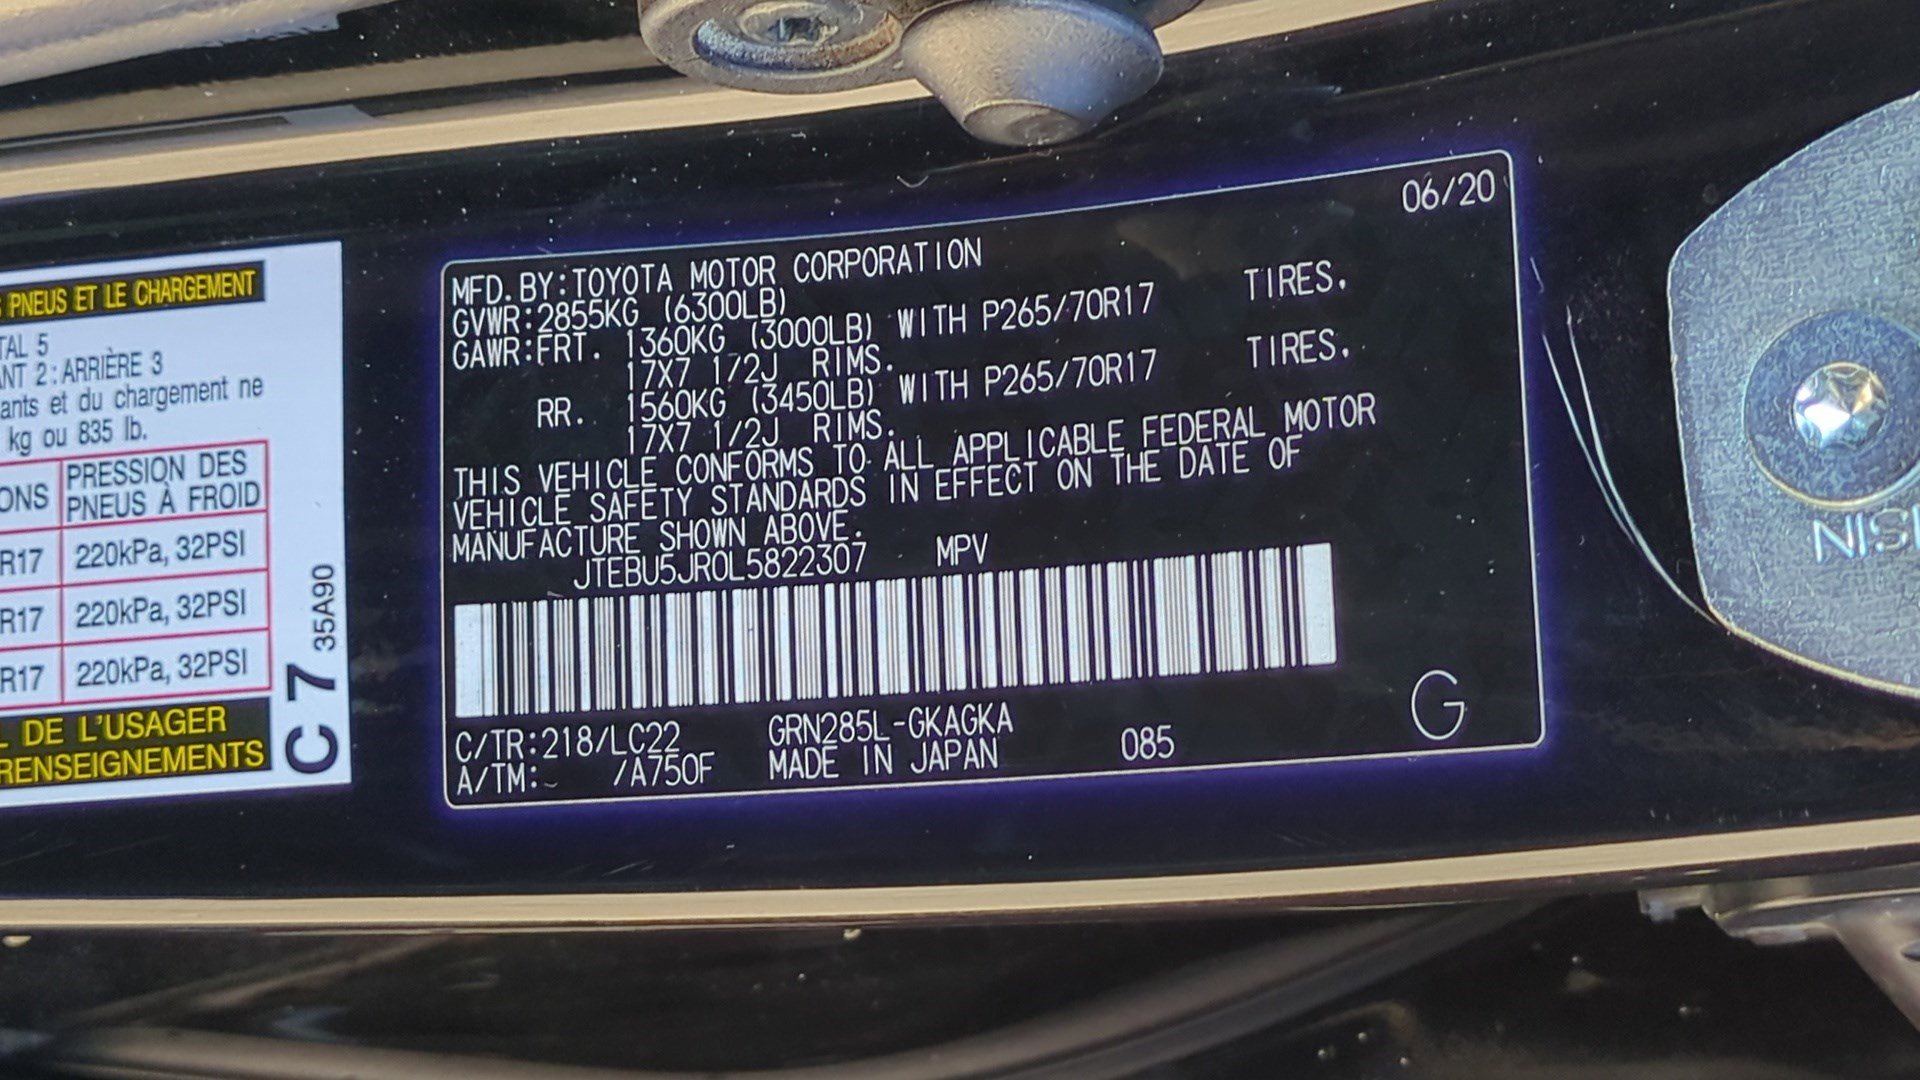 PNEUS ET LE CHARGEMENT
TAL 5
ANT 2:ARRIÈRE 3
ants et du chargement ne
kg ou 835 lb.
ONS
PRESSION DES
PNEUS À FROID
R17 220kPa, 32PSI
R17 220kPa, 32PSI
R17 220kPa, 32PSI
L DE L'USAGER
RENSEIGNEMENTS
C7 35A90
06/20
MFD.BY:TOYOTA MOTOR CORPORATION
GVWR:2855KG (6300LB)
GAWR:FRT. 1360KG (3000LB) WITH P265/70R17 TIRES.
17X7 1/2J RIMS.
RR. 1560KG (3450LB) WITH P265/70R17 TIRES.
17X7 1/2J RIMS.
THIS VEHICLE CONFORMS TO ALL APPLICABLE FEDERAL MOTOR
VEHICLE SAFETY STANDARDS IN EFFECT ON THE DATE OF
MANUFACTURE SHOWN ABOVE.
JTEBU5JR0L5822307 MPV
C/TR:218/LC22 GRN285L-GKAGKA
A/TM:- /A750F MADE IN JAPAN 085
G
NIS